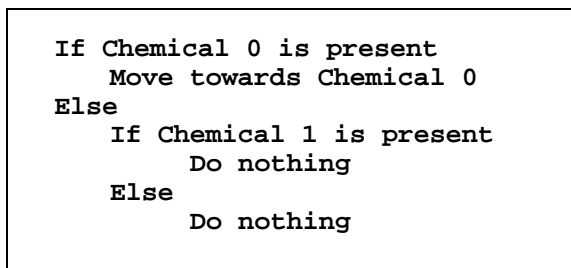 If Chemical 0 is present
Move towards Chemical 0
Else
If Chemical 1 is present
Do nothing
Else
Do nothing